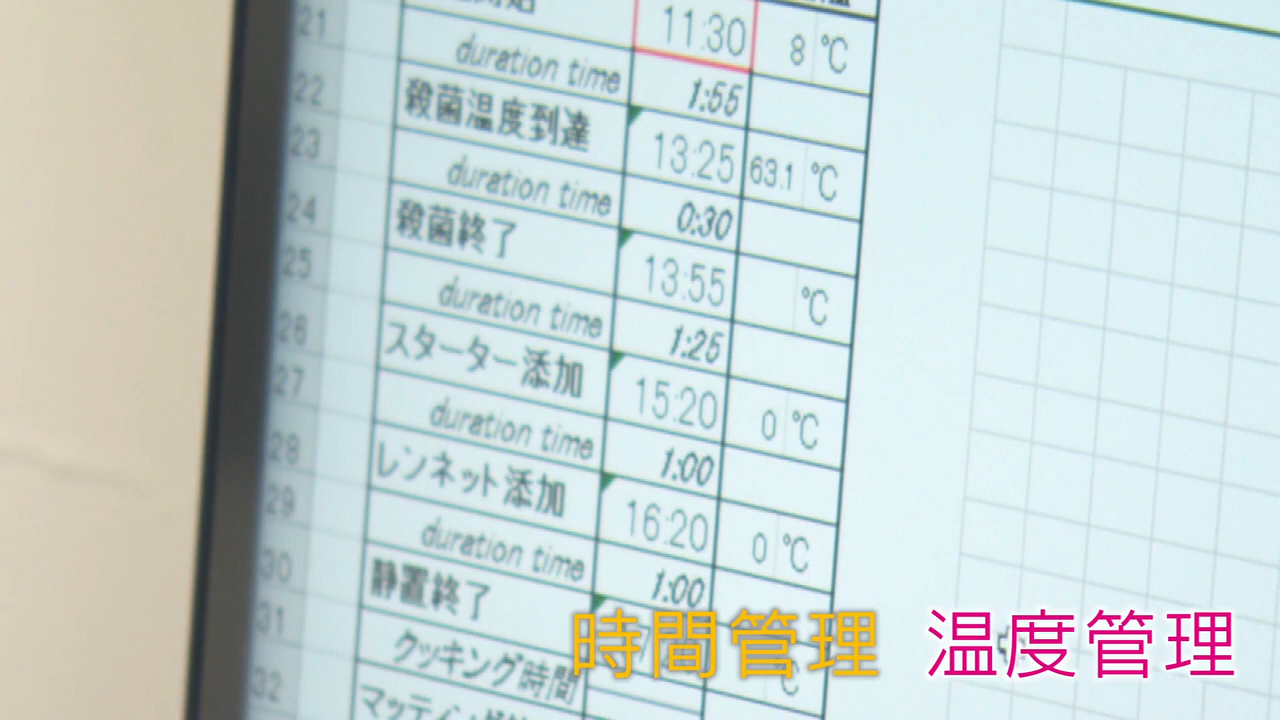 21 11:30 8 ℃
duration time 1:55
22 殺菌温度到達 13:25 63.1 ℃
23 duration time 0:30
24 殺菌終了 13:55 ℃
25 duration time 1:25
26 スターター添加 15:20 0 ℃
27 duration time 1:00
28 レンネット添加 16:20 0 ℃
29 duration time 1:00
30 静置終了 ℃
31 クッキング時間
32
時間管理 温度管理